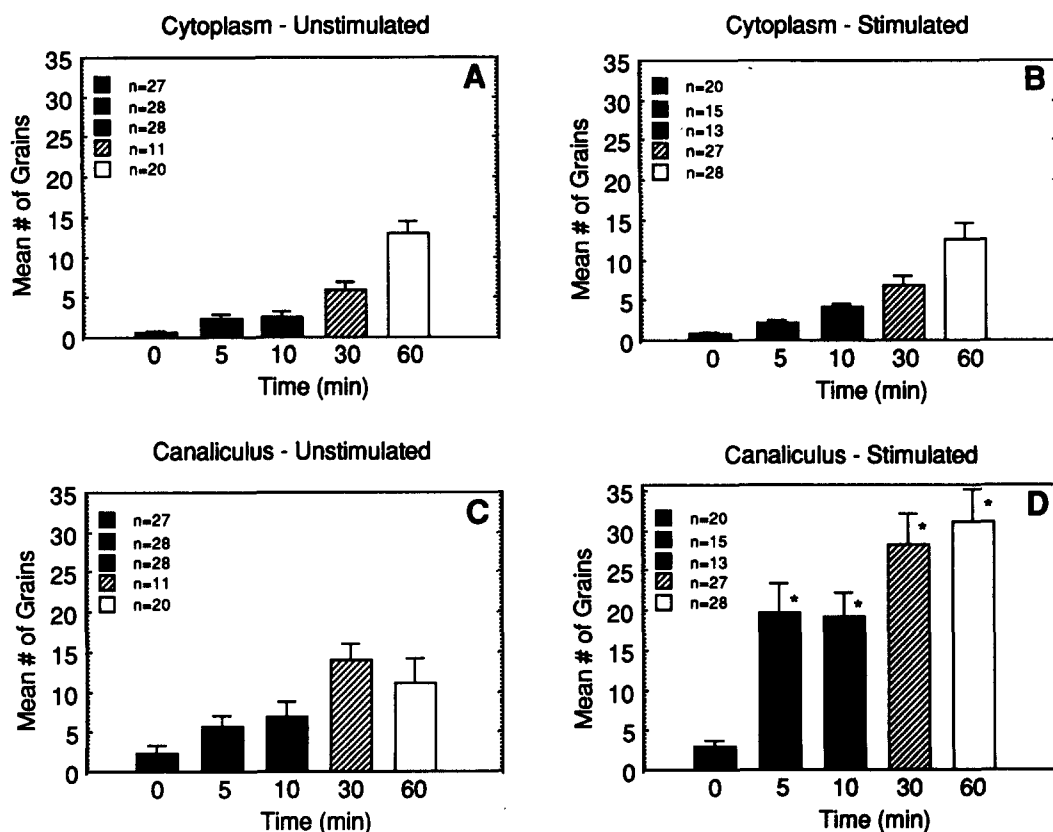 Cytoplasm - Unstimulated
A
Mean # of Grains
35
30
25
20
15
10
5
0
n=27
n=28
n=28
n=11
n=20
0 5 10 30 60
Time (min)
Cytoplasm - Stimulated
B
Mean # of Grains
35
30
25
20
15
10
5
0
n=20
n=15
n=13
n=27
n=28
0 5 10 30 60
Time (min)
Canaliculus - Unstimulated
C
Mean # of Grains
35
30
25
20
15
10
5
0
n=27
n=28
n=28
n=11
n=20
0 5 10 30 60
Time (min)
Canaliculus - Stimulated
D
Mean # of Grains
35
30
25
20
15
10
5
0
n=20
n=15
n=13
n=27
n=28
* * * *
0 5 10 30 60
Time (min)